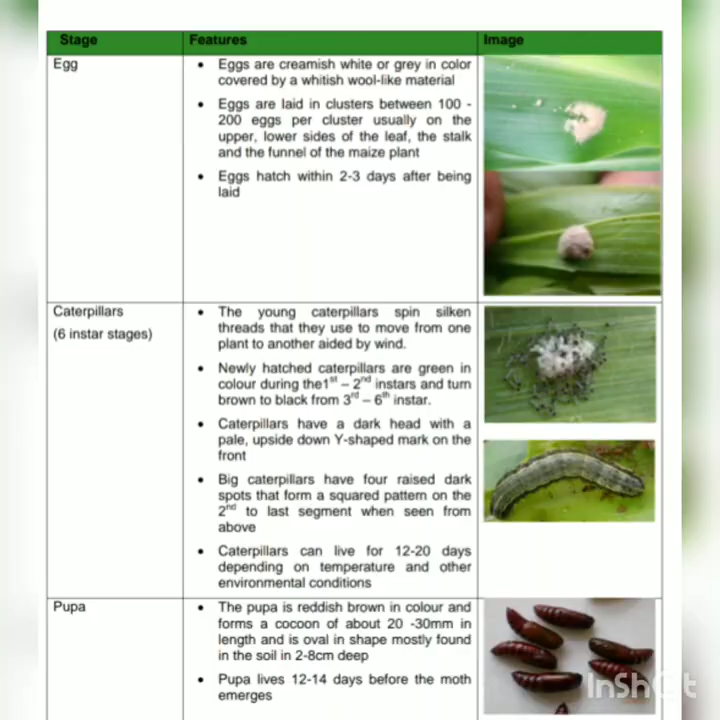 Stage Features Image
Egg
• Eggs are creamish white or grey in color
covered by a whitish wool-like material
• Eggs are laid in clusters between 100 -
200 eggs per cluster usually on the
upper, lower sides of the leaf, the stalk
and the funnel of the maize plant
• Eggs hatch within 2-3 days after being
laid
Caterpillars
(6 instar stages)
• The young caterpillars spin silken
threads that they use to move from one
plant to another aided by wind.
• Newly hatched caterpillars are green in
colour during the1st – 2nd instars and turn
brown to black from 3rd – 6th instar.
• Caterpillars have a dark head with a
pale, upside down Y-shaped mark on the
front
• Big caterpillars have four raised dark
spots that form a squared pattern on the
2nd to last segment when seen from
above
• Caterpillars can live for 12-20 days
depending on temperature and other
environmental conditions
Pupa
• The pupa is reddish brown in colour and
forms a cocoon of about 20 -30mm in
length and is oval in shape mostly found
in the soil in 2-8cm deep
• Pupa lives 12-14 days before the moth
emerges
InShOt